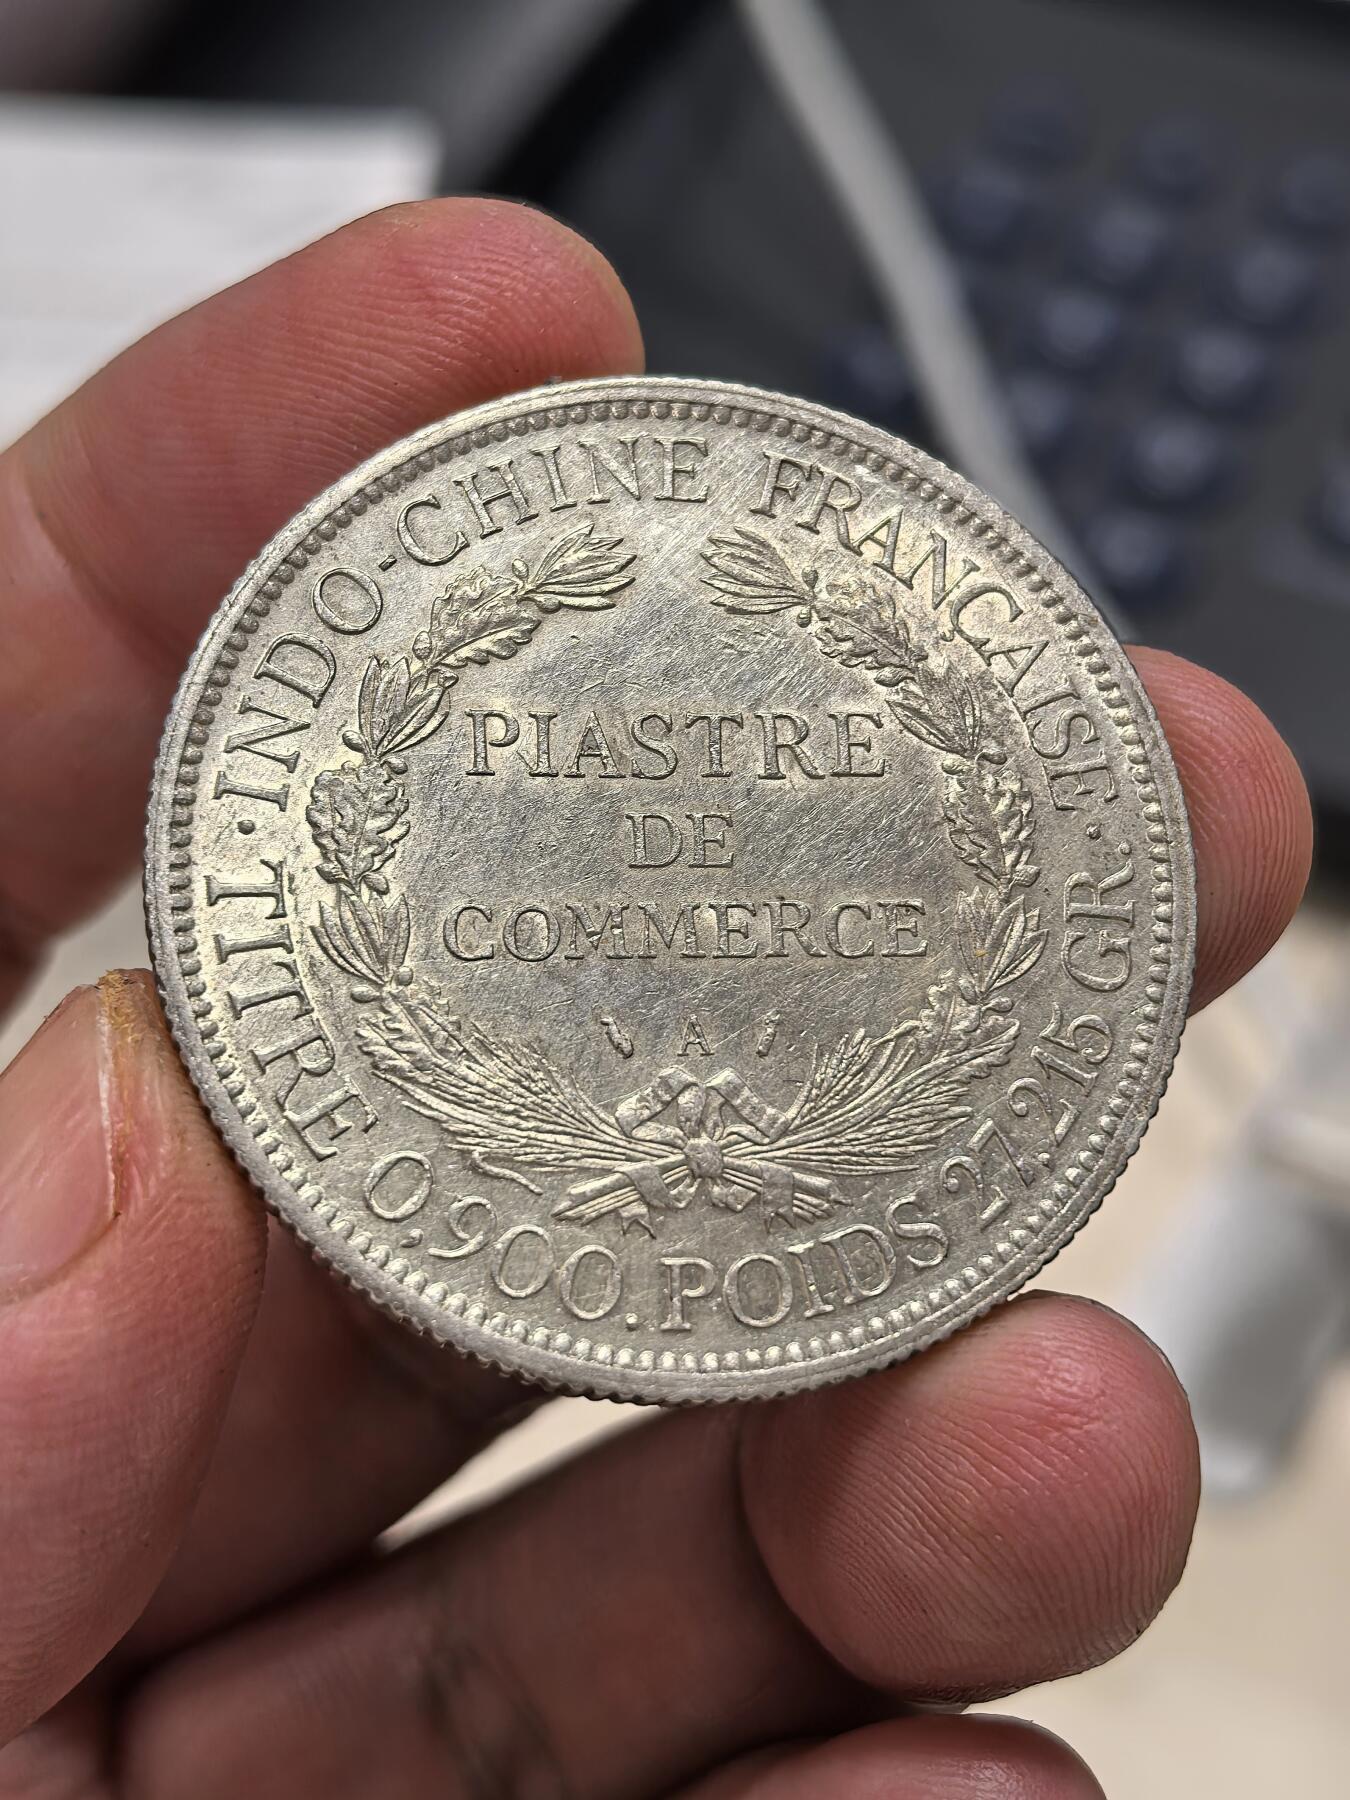 · INDO-CHINE FRANÇAISE ·
PIASTRE
DE
COMMERCE
A
TITRE 0,900. POIDS 27,215 GR.